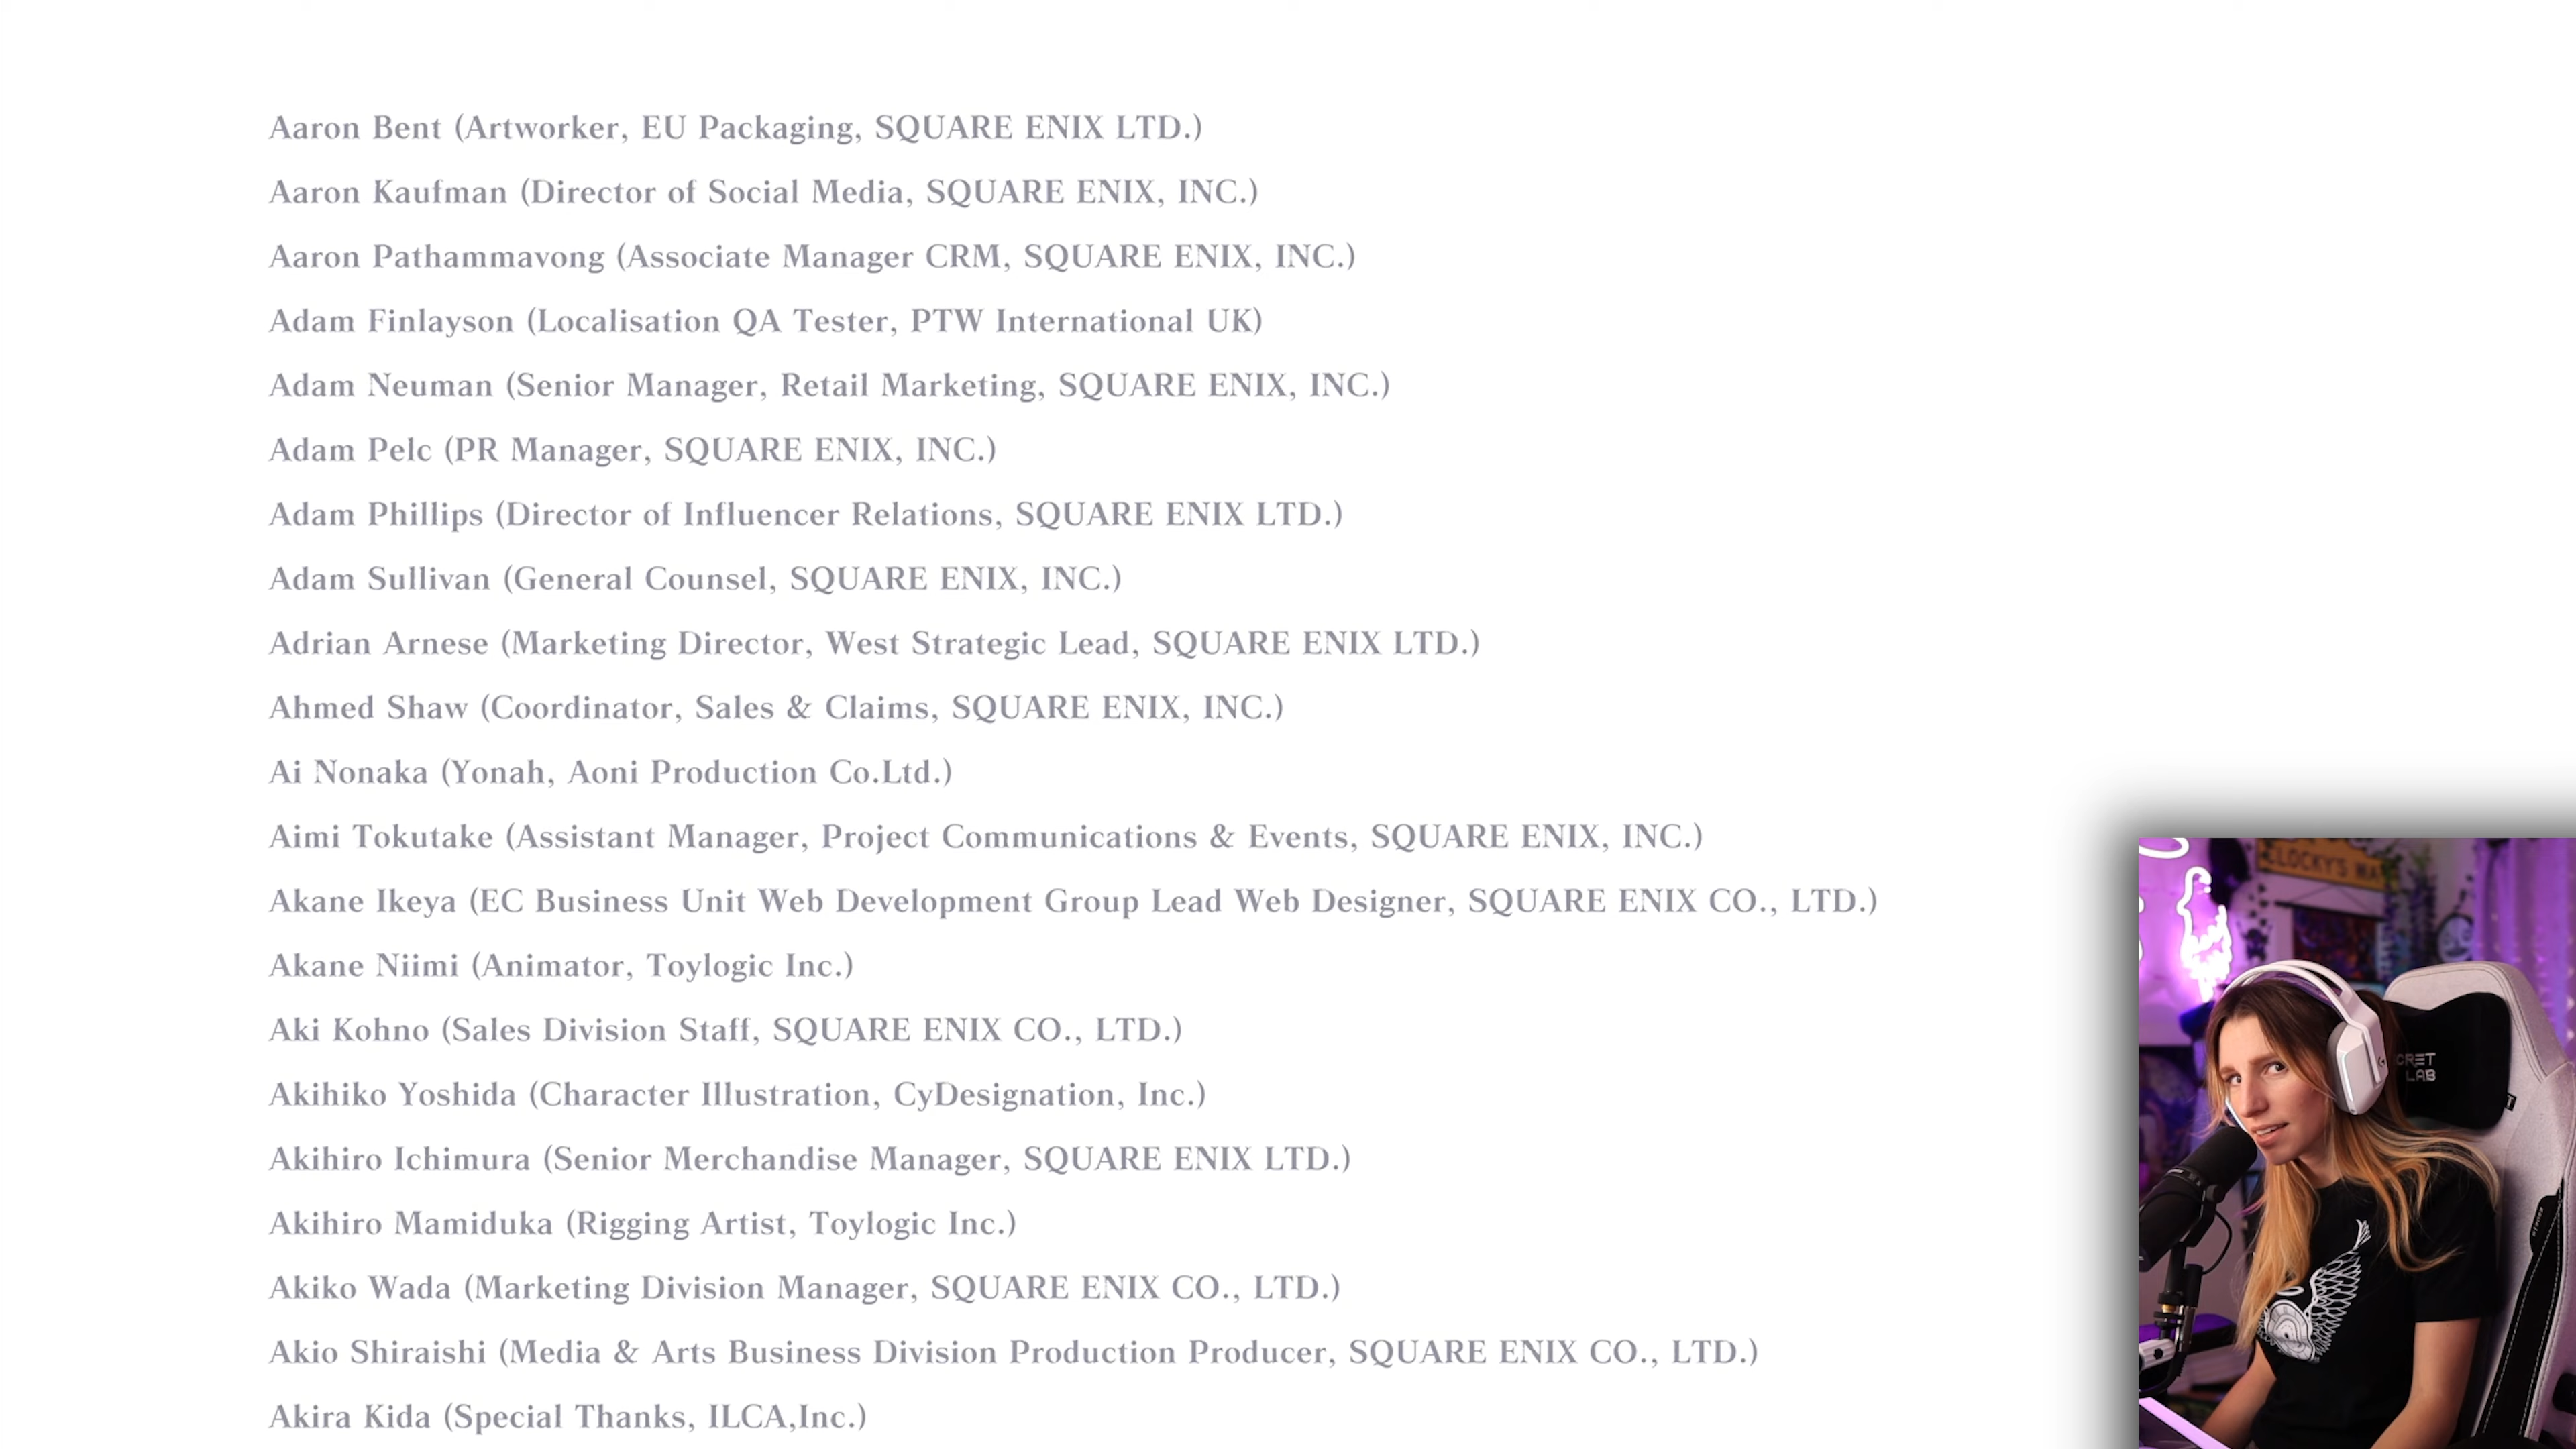 Aaron Bent (Artworker, EU Packaging, SQUARE ENIX LTD.)
Aaron Kaufman (Director of Social Media, SQUARE ENIX, INC.)
Aaron Pathammavong (Associate Manager CRM, SQUARE ENIX, INC.)
Adam Finlayson (Localisation QA Tester, PTW International UK)
Adam Neuman (Senior Manager, Retail Marketing, SQUARE ENIX, INC.)
Adam Pelc (PR Manager, SQUARE ENIX, INC.)
Adam Phillips (Director of Influencer Relations, SQUARE ENIX LTD.)
Adam Sullivan (General Counsel, SQUARE ENIX, INC.)
Adrian Arnese (Marketing Director, West Strategic Lead, SQUARE ENIX LTD.)
Ahmed Shaw (Coordinator, Sales & Claims, SQUARE ENIX, INC.)
Ai Nonaka (Yonah, Aoni Production Co.Ltd.)
Aimi Tokutake (Assistant Manager, Project Communications & Events, SQUARE ENIX, INC.)
Akane Ikeya (EC Business Unit Web Development Group Lead Web Designer, SQUARE ENIX CO., LTD.)
Akane Niimi (Animator, Toylogic Inc.)
Aki Kohno (Sales Division Staff, SQUARE ENIX CO., LTD.)
Akihiko Yoshida (Character Illustration, CyDesignation, Inc.)
Akihiro Ichimura (Senior Merchandise Manager, SQUARE ENIX LTD.)
Akihiro Mamiduka (Rigging Artist, Toylogic Inc.)
Akiko Wada (Marketing Division Manager, SQUARE ENIX CO., LTD.)
Akio Shiraishi (Media & Arts Business Division Production Producer, SQUARE ENIX CO., LTD.)
Akira Kida (Special Thanks, ILCA,Inc.)
CLOCKY'S
CRET
LAB